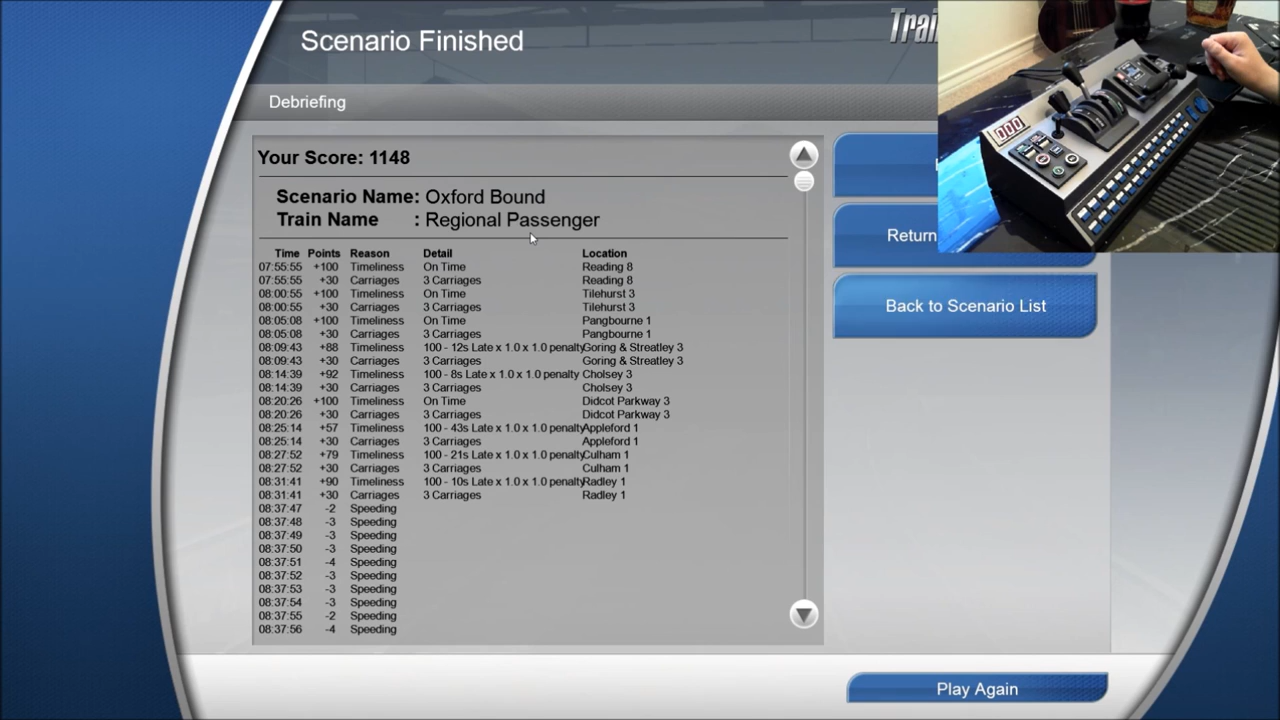 Scenario Finished
Train
Debriefing
Your Score: 1148
Scenario Name: Oxford Bound
Train Name : Regional Passenger
Time Points Reason Detail Location
07:55:55 +100 Timeliness On Time Reading 8
07:55:55 +30 Carriages 3 Carriages Reading 8
08:00:55 +100 Timeliness On Time Tilehurst 3
08:00:55 +30 Carriages 3 Carriages Tilehurst 3
08:05:08 +100 Timeliness On Time Pangbourne 1
08:05:08 +30 Carriages 3 Carriages Pangbourne 1
08:09:43 +88 Timeliness 100 - 12s Late x 1.0 x 1.0 penalty Goring & Streatley 3
08:09:43 +30 Carriages 3 Carriages Goring & Streatley 3
08:14:39 +92 Timeliness 100 - 8s Late x 1.0 x 1.0 penalty Cholsey 3
08:14:39 +30 Carriages 3 Carriages Cholsey 3
08:20:26 +100 Timeliness On Time Didcot Parkway 3
08:20:26 +30 Carriages 3 Carriages Didcot Parkway 3
08:25:14 +57 Timeliness 100 - 43s Late x 1.0 x 1.0 penalty Appleford 1
08:25:14 +30 Carriages 3 Carriages Appleford 1
08:27:52 +79 Timeliness 100 - 21s Late x 1.0 x 1.0 penalty Culham 1
08:27:52 +30 Carriages 3 Carriages Culham 1
08:31:41 +90 Timeliness 100 - 10s Late x 1.0 x 1.0 penalty Radley 1
08:31:41 +30 Carriages 3 Carriages Radley 1
08:37:47 -2 Speeding
08:37:48 -3 Speeding
08:37:49 -3 Speeding
08:37:50 -3 Speeding
08:37:51 -4 Speeding
08:37:52 -3 Speeding
08:37:53 -3 Speeding
08:37:54 -3 Speeding
08:37:55 -2 Speeding
08:37:56 -4 Speeding
000
Return
Back to Scenario List
Play Again